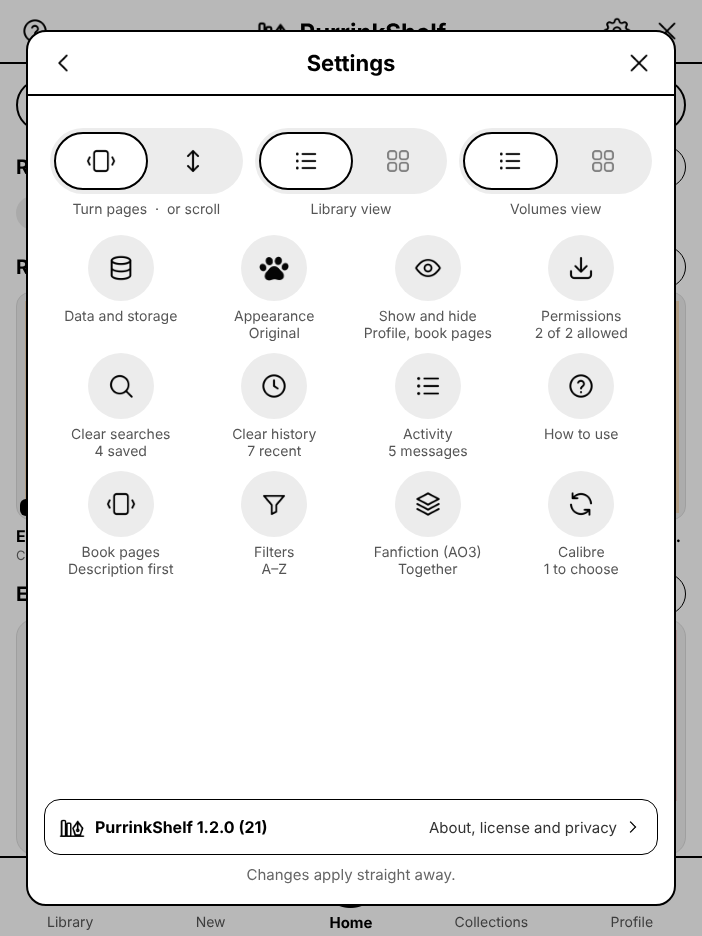 PurrinkShelf
Settings
Turn pages · or scroll
Library view
Volumes view
Data and storage
Appearance
Original
Show and hide
Profile, book pages
Permissions
2 of 2 allowed
Clear searches
4 saved
Clear history
7 recent
Activity
5 messages
How to use
Book pages
Description first
Filters
A–Z
Fanfiction (AO3)
Together
Calibre
1 to choose
PurrinkShelf 1.2.0 (21)
About, license and privacy
Changes apply straight away.
Library
New
Home
Collections
Profile